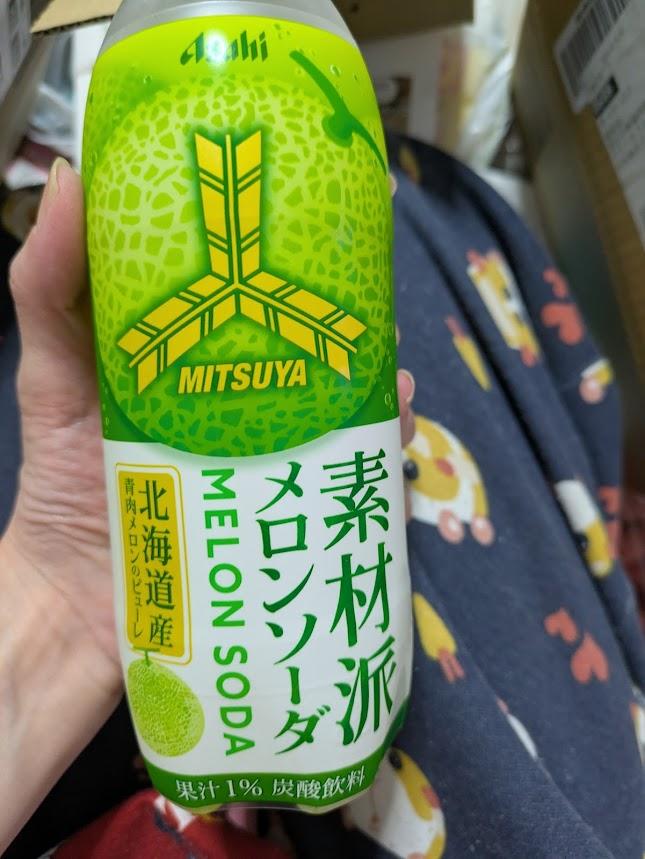 Asahi
MITSUYA
素材派
メロンソーダ
MELON SODA
北海道産
青肉メロンのピューレ
果汁1% 炭酸飲料